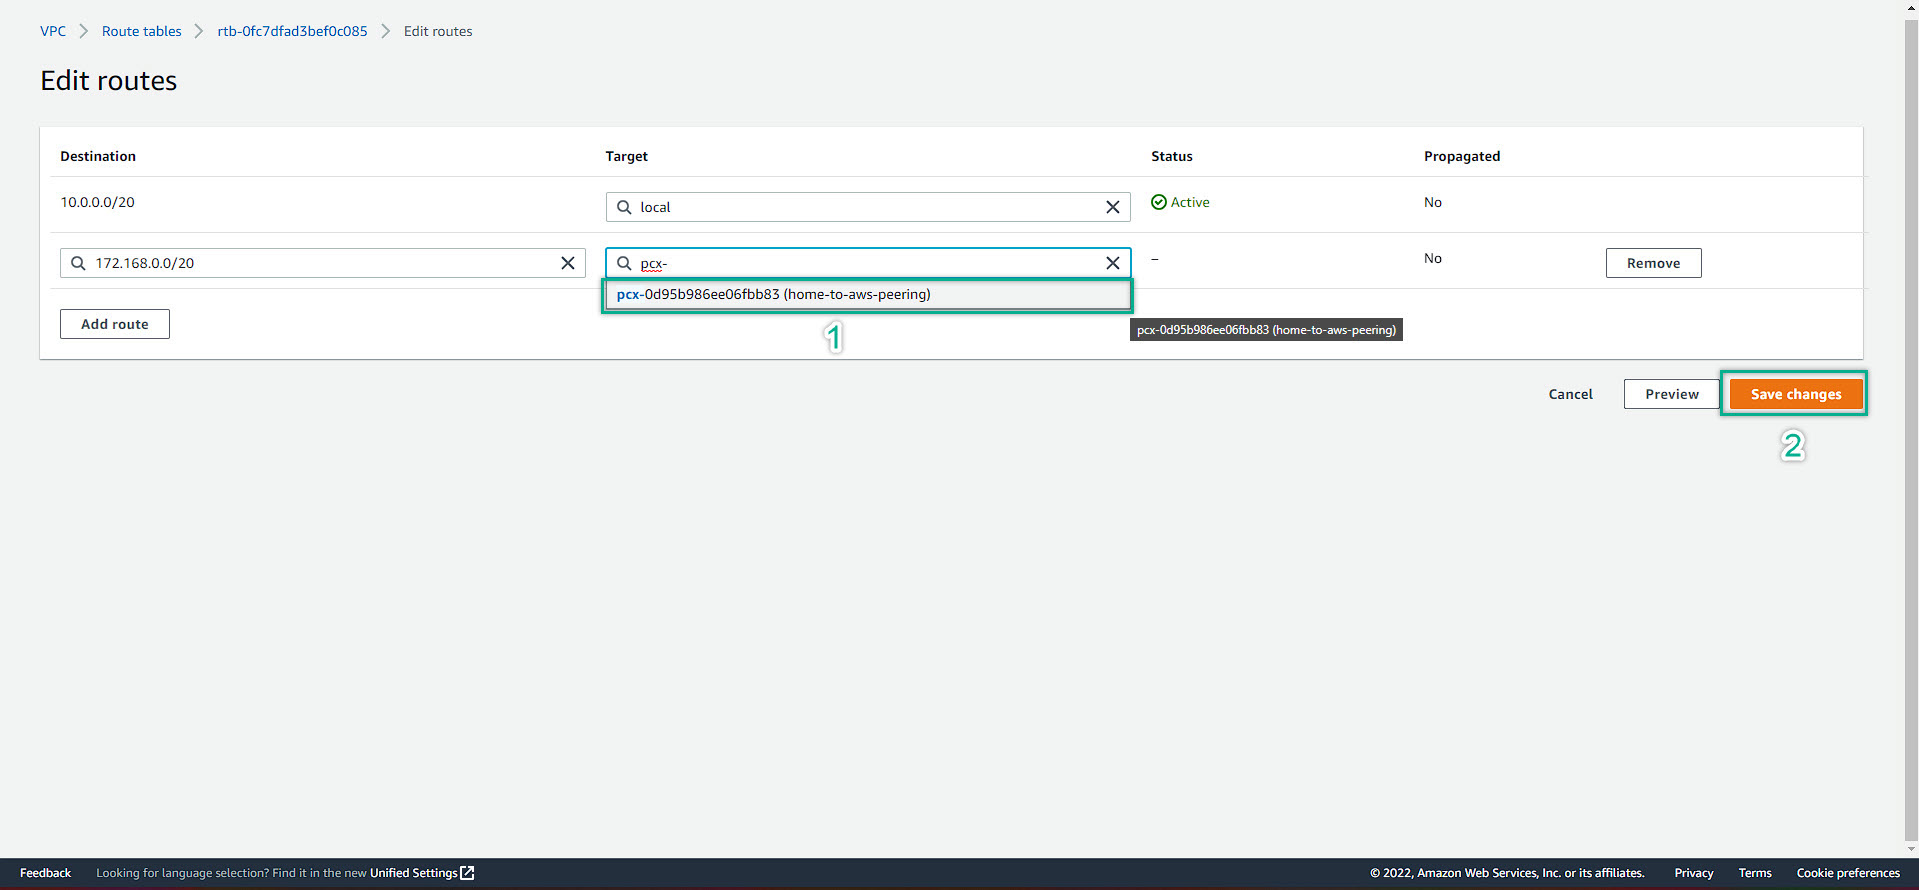 VPC > Route tables > rtb-0fc7dfad3bef0c085 > Edit routes
Edit routes
Destination Target Status Propagated
10.0.0.0/20 local Active No
172.168.0.0/20 pcx- – No Remove
pcx-0d95b986ee06fbb83 (home-to-aws-peering)
Add route 1 pcx-0d95b986ee06fbb83 (home-to-aws-peering)
Cancel Preview Save changes
2
Feedback Looking for language selection? Find it in the new Unified Settings © 2022, Amazon Web Services, Inc. or its affiliates. Privacy Terms Cookie preferences